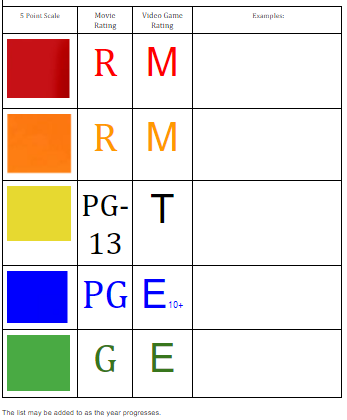 5 Point Scale Movie Rating Video Game Rating Examples:
R M
R M
PG-13 T
PG E10+
G E
The list may be added to as the year progresses.